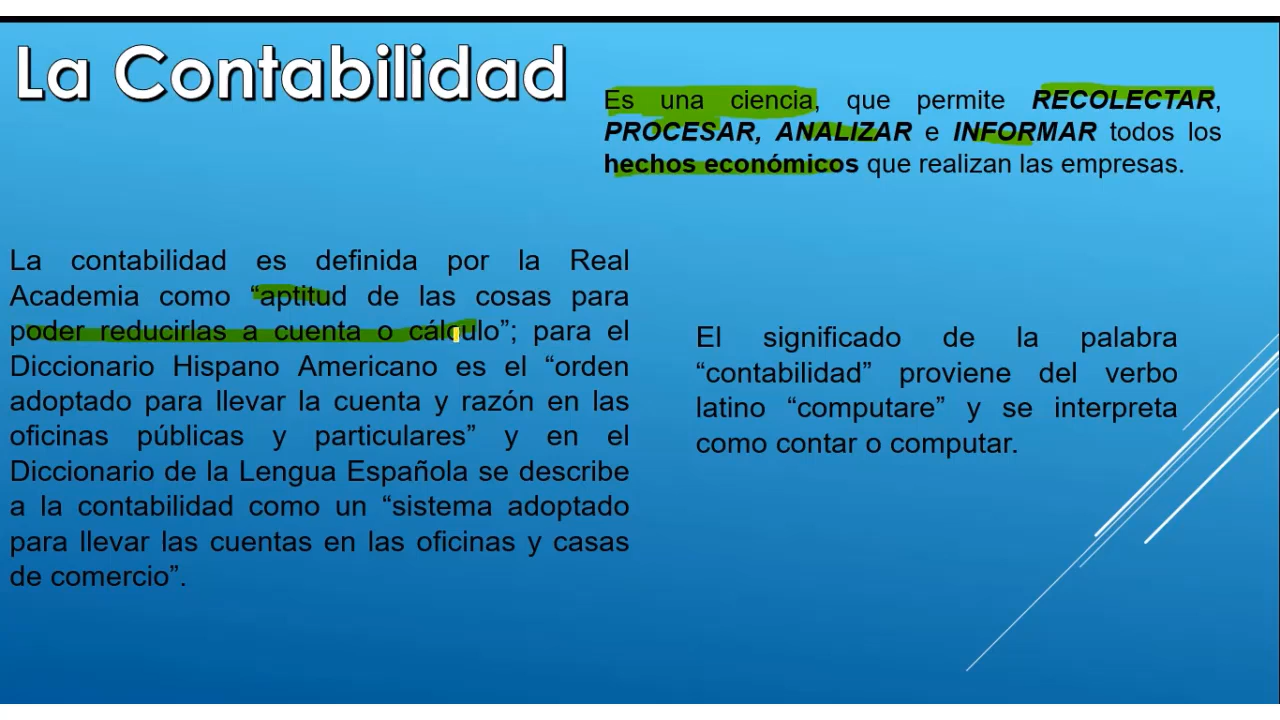 La Contabilidad
Es una ciencia, que permite RECOLECTAR,
PROCESAR, ANALIZAR e INFORMAR todos los
hechos económicos que realizan las empresas.
La contabilidad es definida por la Real
Academia como “aptitud de las cosas para
poder reducirlas a cuenta o cálculo”; para el
Diccionario Hispano Americano es el “orden
adoptado para llevar la cuenta y razón en las
oficinas públicas y particulares” y en el
Diccionario de la Lengua Española se describe
a la contabilidad como un “sistema adoptado
para llevar las cuentas en las oficinas y casas
de comercio”.
El significado de la palabra
“contabilidad” proviene del verbo
latino “computare” y se interpreta
como contar o computar.